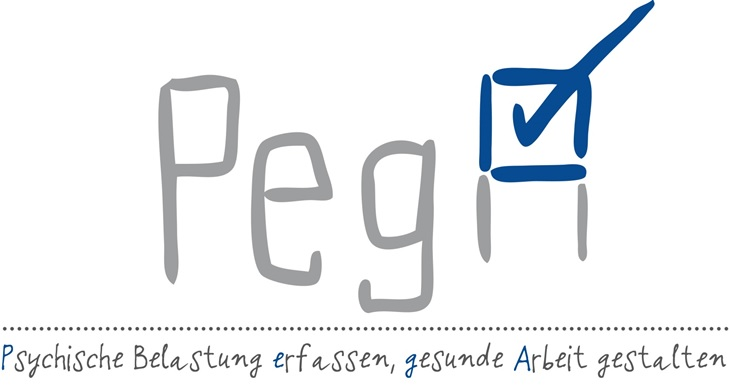 PegA
Psychische Belastung erfassen, gesunde Arbeit gestalten